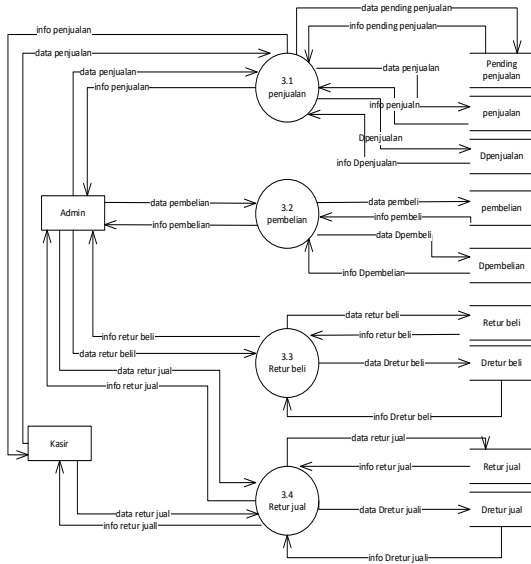 data pending penjualan
info penjualan
info pending penjualan
data penjualan
Pending
penjualan
data penjualan
3.1
penjualan
data penjualan
info penjualan
info penjualn
penjualan
Dpenjualan
Dpenjualan
info Dpenjualan
Admin
data pembelian
info pembelian
3.2
pembelian
data pembeli
info pembeli
data Dpembeli
pembelian
info Dpembelian
Dpembelian
data retur beli
Retur beli
info retur beli
info retur beli
data retur belil
3.3
Retur beli
data Dretur beli
Dretur beli
data retur jual
info retur jual
info Dretur beli
Kasir
data retur jual
info retur jual
Retur jual
3.4
Retur jual
data retur jual
info retur juall
data Dretur juali
Dretur jual
info Dretur juali